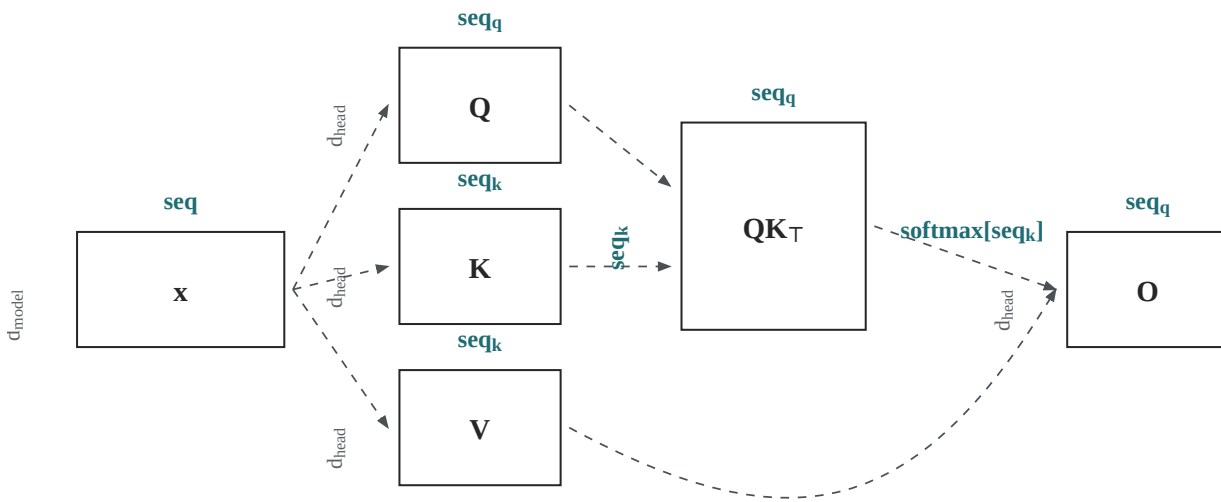 seq
d_model
x
seq_q
d_head
Q
seq_k
d_head
K
seq_k
d_head
V
seq_q
seq_k
QK⊤
softmax[seq_k]
seq_q
d_head
O